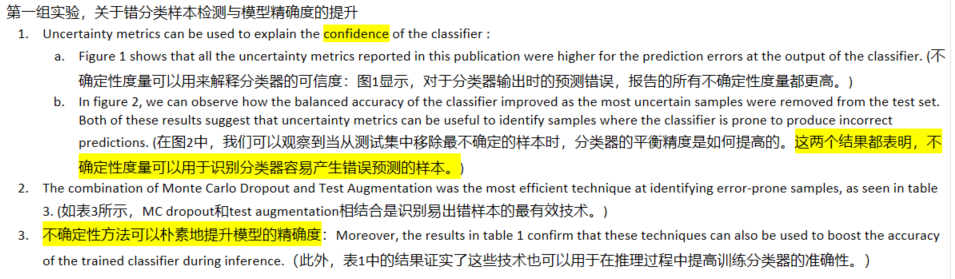 第一组实验，关于错分类样本检测与模型精确度的提升
1. Uncertainty metrics can be used to explain the confidence of the classifier :
a. Figure 1 shows that all the uncertainty metrics reported in this publication were higher for the prediction errors at the output of the classifier. (不
确定性度量可以用来解释分类器的可信度：图1显示，对于分类器输出时的预测错误，报告的所有不确定性度量都更高。)
b. In figure 2, we can observe how the balanced accuracy of the classifier improved as the most uncertain samples were removed from the test set.
Both of these results suggest that uncertainty metrics can be useful to identify samples where the classifier is prone to produce incorrect
predictions. (在图2中，我们可以观察到当从测试集中移除最不确定的样本时，分类器的平衡精度是如何提高的。这两个结果都表明，不
确定性度量可以用于识别分类器容易产生错误预测的样本。)
2. The combination of Monte Carlo Dropout and Test Augmentation was the most efficient technique at identifying error-prone samples, as seen in table
3. (如表3所示，MC dropout和test augmentation相结合是识别易出错样本的最有效技术。)
3. 不确定性方法可以朴素地提升模型的精确度：Moreover, the results in table 1 confirm that these techniques can also be used to boost the accuracy
of the trained classifier during inference.（此外，表1中的结果证实了这些技术也可以用于在推理过程中提高训练分类器的准确性。）